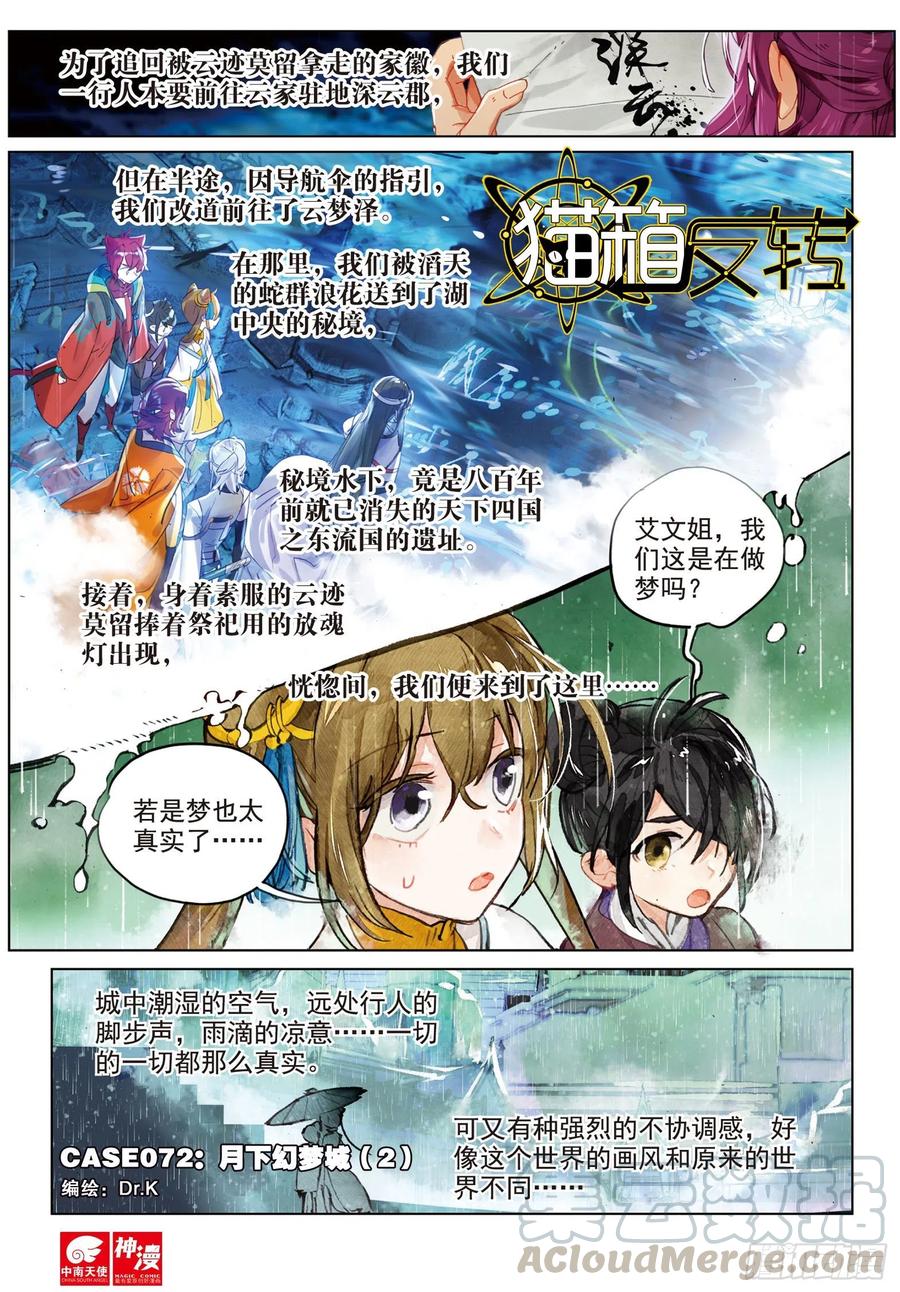 为了追回被云迹莫留拿走的家徽，我们
一行人本要前往云家驻地深云郡，
深云
但在半途，因导航伞的指引，
我们改道前往了云梦泽。
猫箱反转
在那里，我们被滔天
的蛇群浪花送到了湖
中央的秘境，
秘境水下，竟是八百年
前就已消失的天下四国
之东流国的遗址。
艾文姐，我
们这是在做
梦吗？
接着，身着素服的云迹
莫留捧着祭祀用的放魂
灯出现，
恍惚间，我们便来到了这里……
若是梦也太
真实了……
城中潮湿的空气，远处行人的
脚步声，雨滴的凉意……一切
的一切都那么真实。
可又有种强烈的不协调感，好
像这个世界的画风和原来的世
界不同……
CASE072：月下幻梦城（2）
编绘：Dr.K
集云数据
ACloudMerge.com
中南天使
CHINA SOUTH ANGEL
神漫
MAGIC COMIC